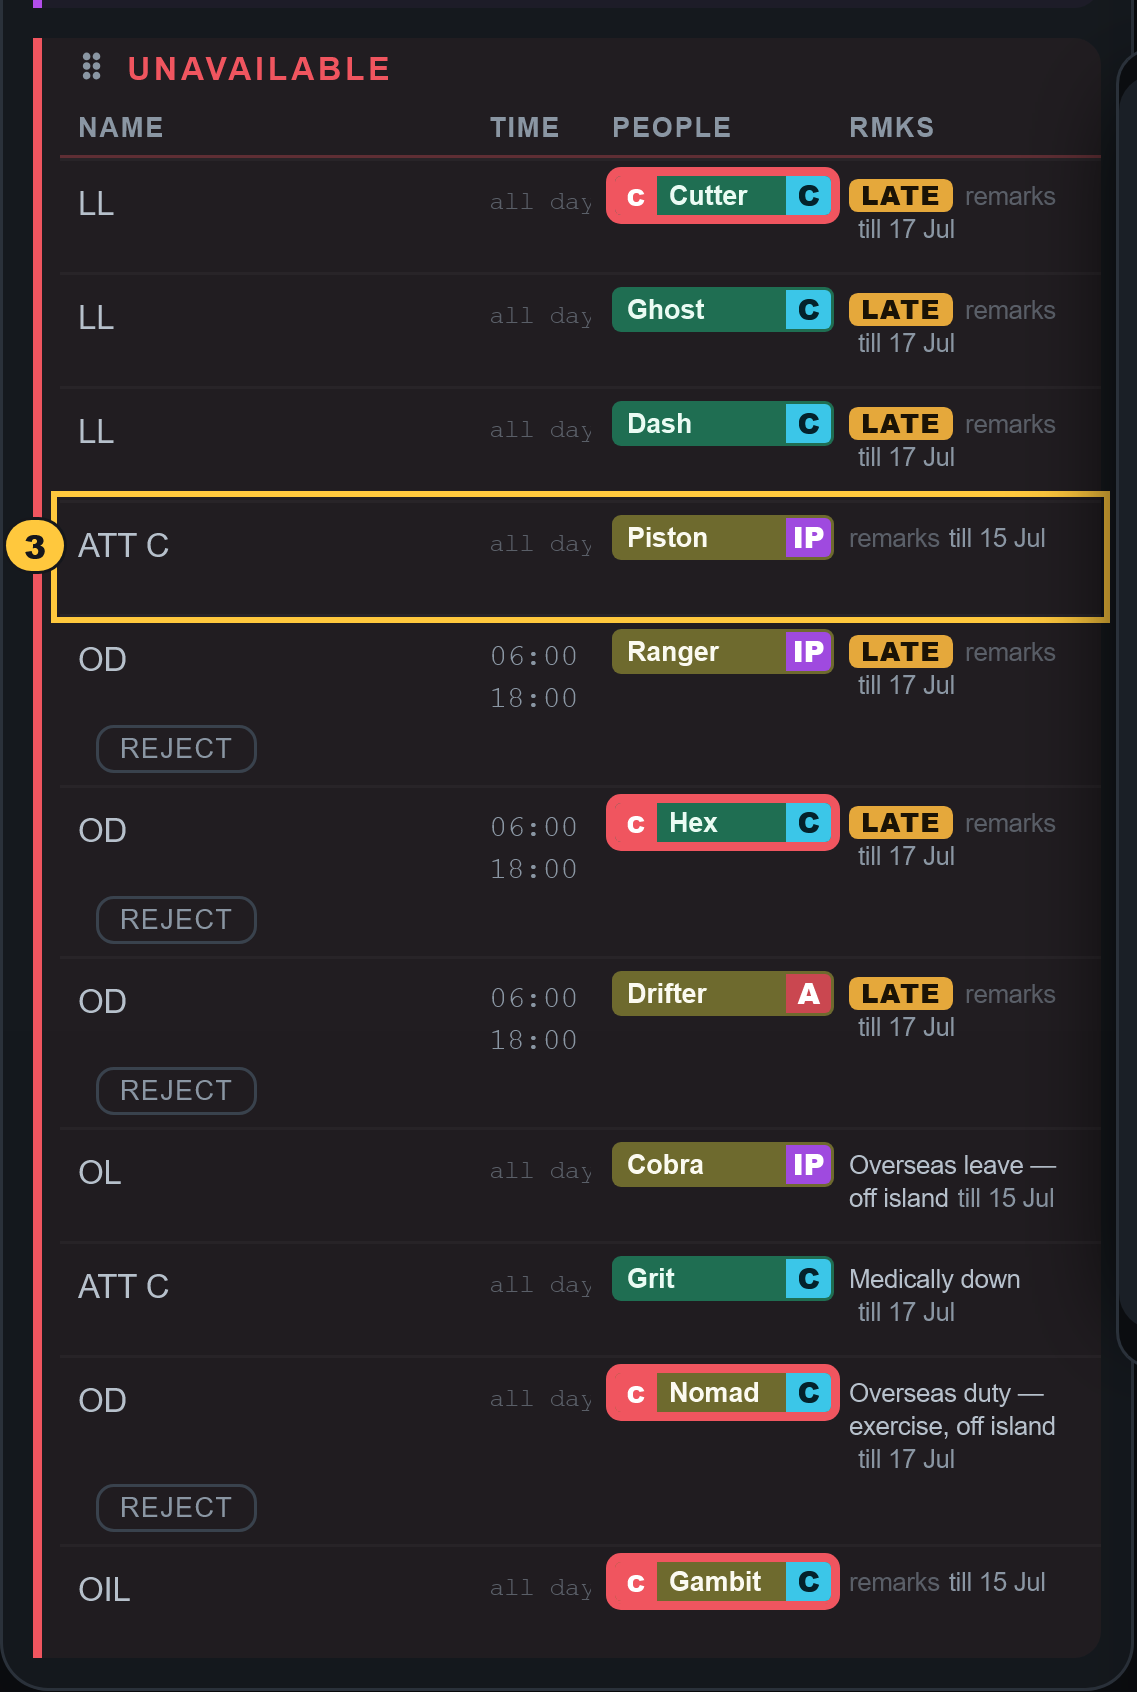 UNAVAILABLE
NAME TIME PEOPLE RMKS
LL all day c Cutter C LATE remarks
till 17 Jul
LL all day Ghost C LATE remarks
till 17 Jul
LL all day Dash C LATE remarks
till 17 Jul
3 ATT C all day Piston IP remarks till 15 Jul
OD 06:00 Ranger IP LATE remarks
18:00 till 17 Jul
REJECT
OD 06:00 c Hex C LATE remarks
18:00 till 17 Jul
REJECT
OD 06:00 Drifter A LATE remarks
18:00 till 17 Jul
REJECT
OL all day Cobra IP Overseas leave —
off island till 15 Jul
ATT C all day Grit C Medically down
till 17 Jul
OD all day c Nomad C Overseas duty —
exercise, off island
till 17 Jul
REJECT
OIL all day c Gambit C remarks till 15 Jul